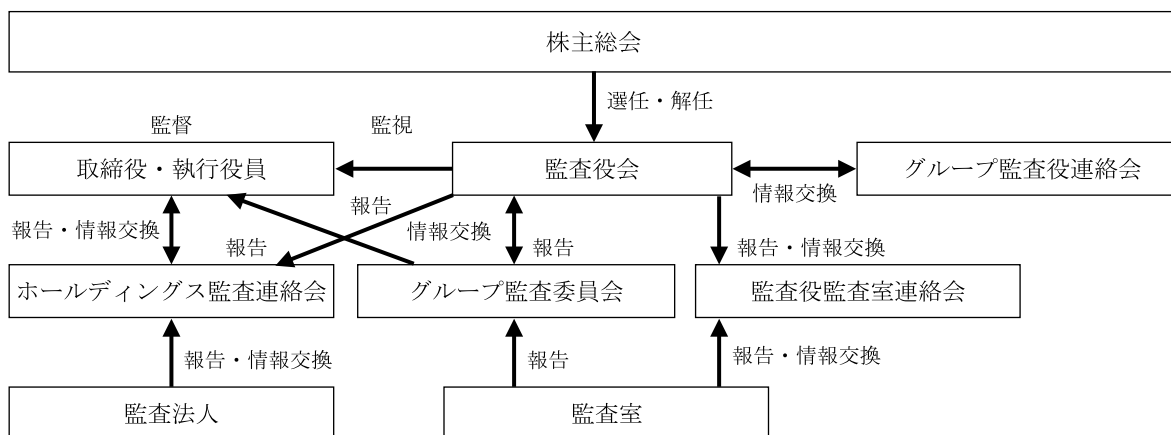 株主総会
選任・解任
監督
監視
取締役・執行役員
監査役会
グループ監査役連絡会
情報交換
報告
報告・情報交換
情報交換
報告
報告
報告・情報交換
ホールディングス監査連絡会
グループ監査委員会
監査役監査室連絡会
報告・情報交換
報告
報告・情報交換
監査法人
監査室